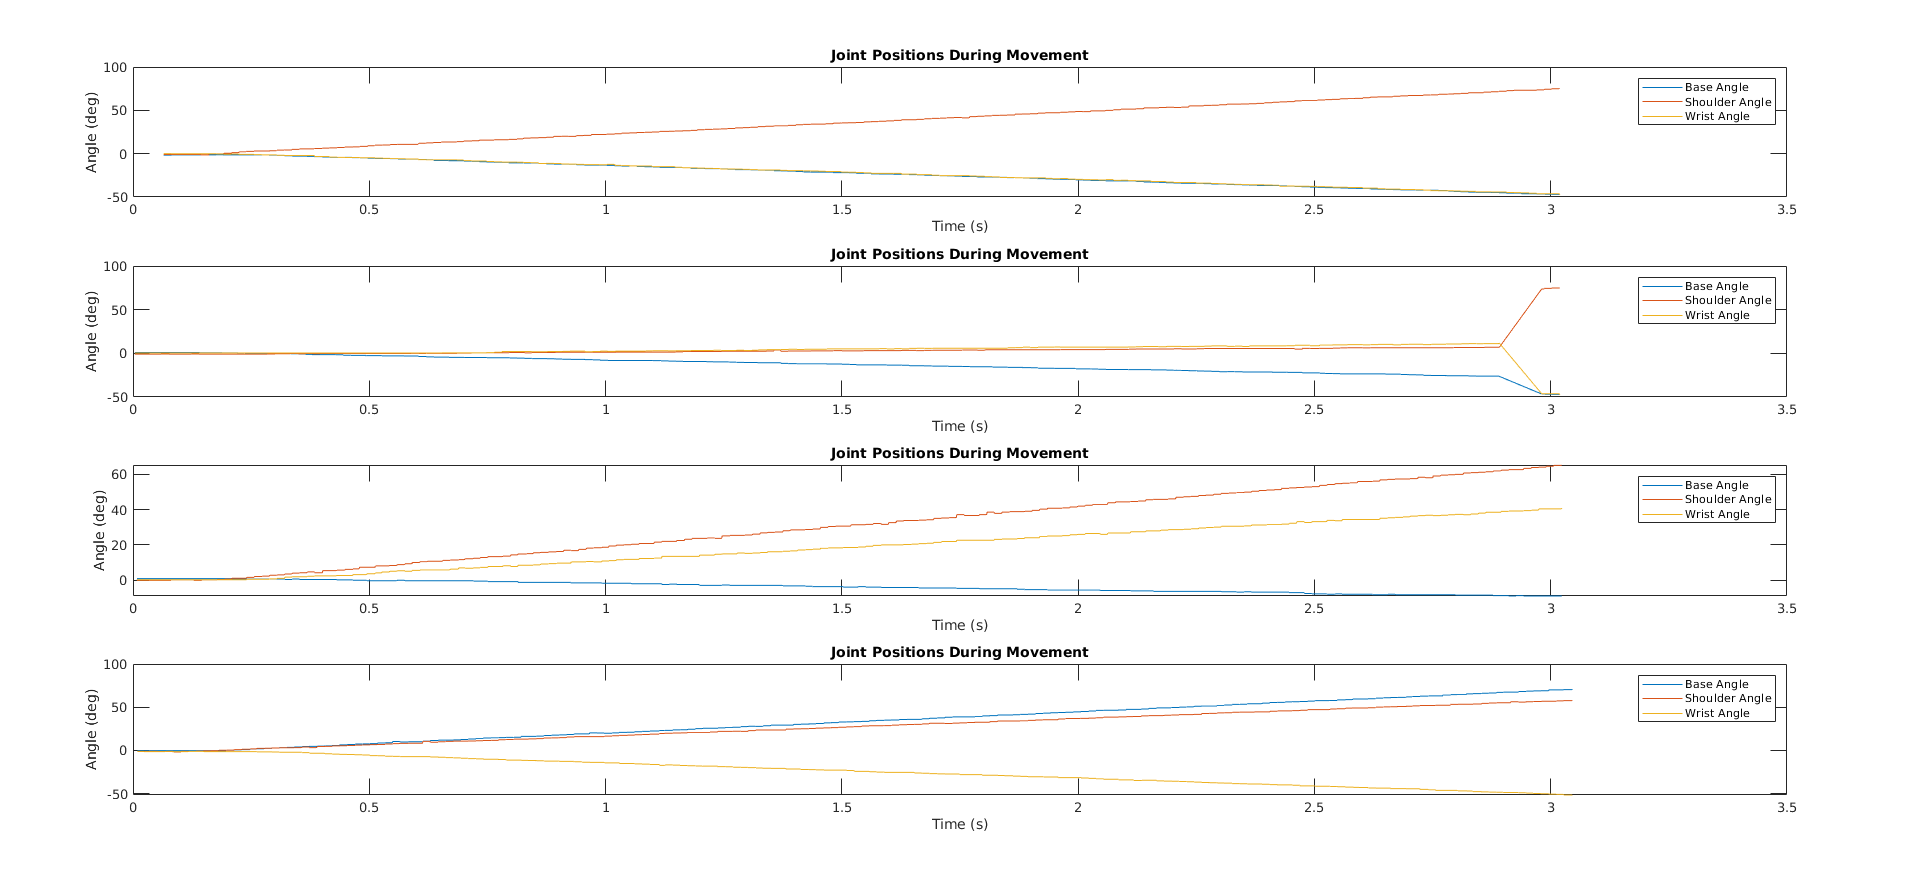 Joint Positions During Movement
100
50
0
-50
Angle (deg)
0 0.5 1 1.5 2 2.5 3 3.5
Time (s)
Base Angle
Shoulder Angle
Wrist Angle
Joint Positions During Movement
100
50
0
-50
Angle (deg)
0 0.5 1 1.5 2 2.5 3 3.5
Time (s)
Base Angle
Shoulder Angle
Wrist Angle
Joint Positions During Movement
60
40
20
0
Angle (deg)
0 0.5 1 1.5 2 2.5 3 3.5
Time (s)
Base Angle
Shoulder Angle
Wrist Angle
Joint Positions During Movement
100
50
0
-50
Angle (deg)
0 0.5 1 1.5 2 2.5 3 3.5
Time (s)
Base Angle
Shoulder Angle
Wrist Angle